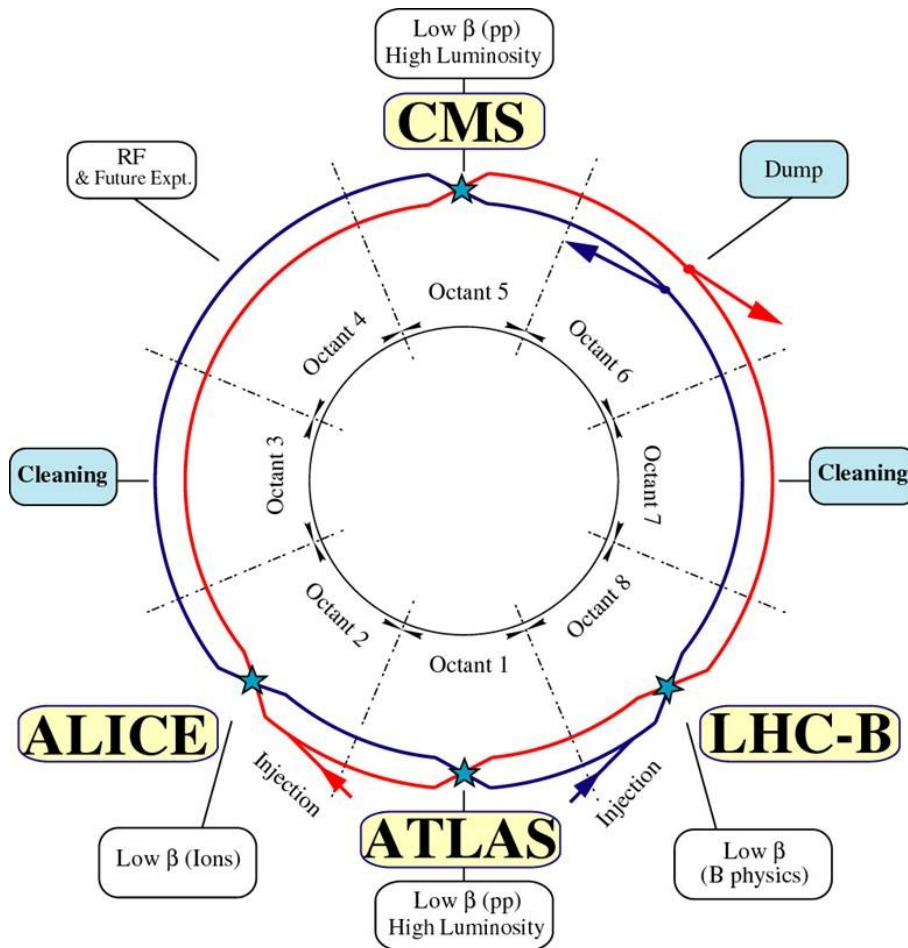 Low β (pp)
High Luminosity
CMS
RF
& Future Expt.
Dump
Octant 5
Octant 4
Octant 6
Cleaning
Octant 3
Octant 7
Cleaning
Octant 2
Octant 8
Octant 1
ALICE
LHC-B
Injection
Injection
ATLAS
Low β (Ions)
Low β
(B physics)
Low β (pp)
High Luminosity